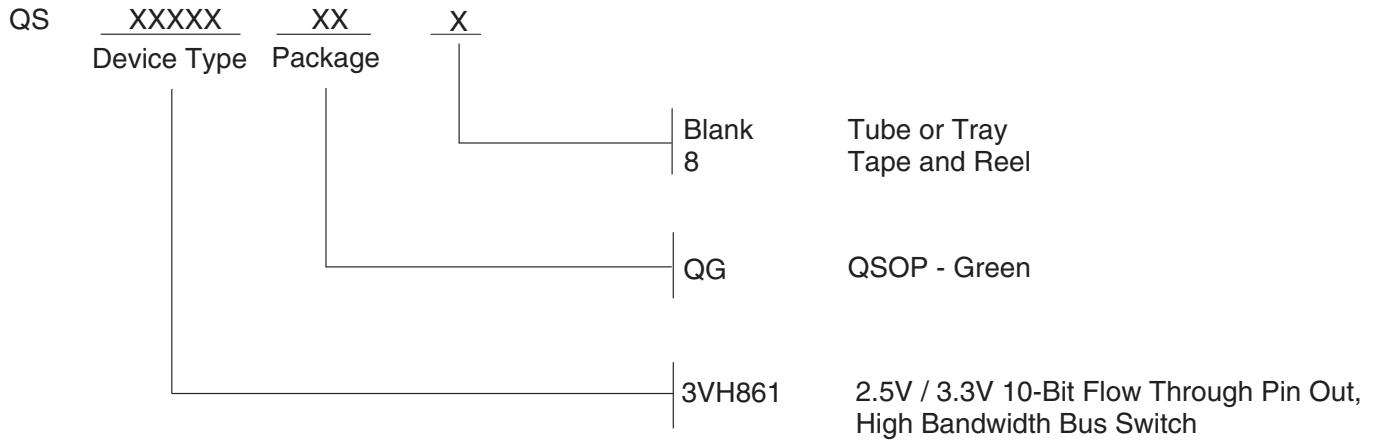 QS XXXXX XX X
Device Type Package
Blank Tube or Tray
8 Tape and Reel
QG QSOP - Green
3VH861 2.5V / 3.3V 10-Bit Flow Through Pin Out,
High Bandwidth Bus Switch